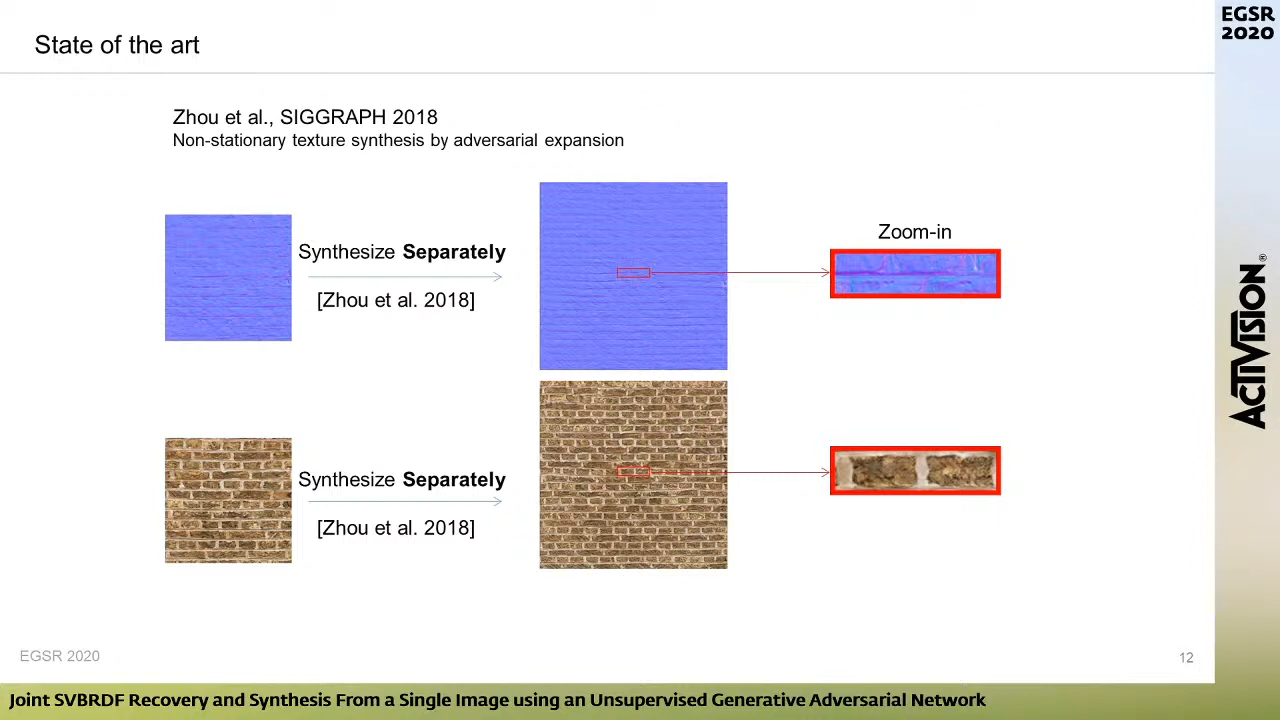 State of the art
EGSR
2020
Zhou et al., SIGGRAPH 2018
Non-stationary texture synthesis by adversarial expansion
Synthesize Separately
[Zhou et al. 2018]
Zoom-in
Synthesize Separately
[Zhou et al. 2018]
ACTIVISION®
EGSR 2020
12
Joint SVBRDF Recovery and Synthesis From a Single Image using an Unsupervised Generative Adversarial Network